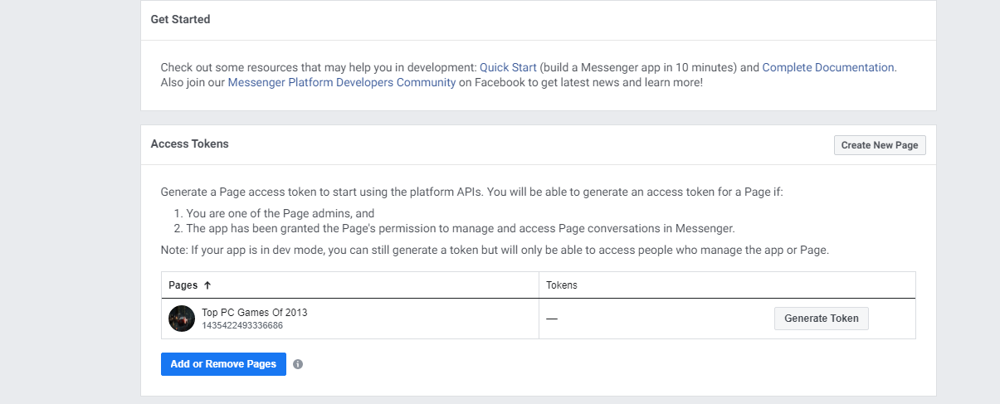 Get Started
Check out some resources that may help you in development: Quick Start (build a Messenger app in 10 minutes) and Complete Documentation.
Also join our Messenger Platform Developers Community on Facebook to get latest news and learn more!
Access Tokens
Create New Page
Generate a Page access token to start using the platform APIs. You will be able to generate an access token for a Page if:
1. You are one of the Page admins, and
2. The app has been granted the Page's permission to manage and access Page conversations in Messenger.
Note: If your app is in dev mode, you can still generate a token but will only be able to access people who manage the app or Page.
Pages ↑
Tokens
Top PC Games Of 2013
1435422493336686
—
Generate Token
Add or Remove Pages